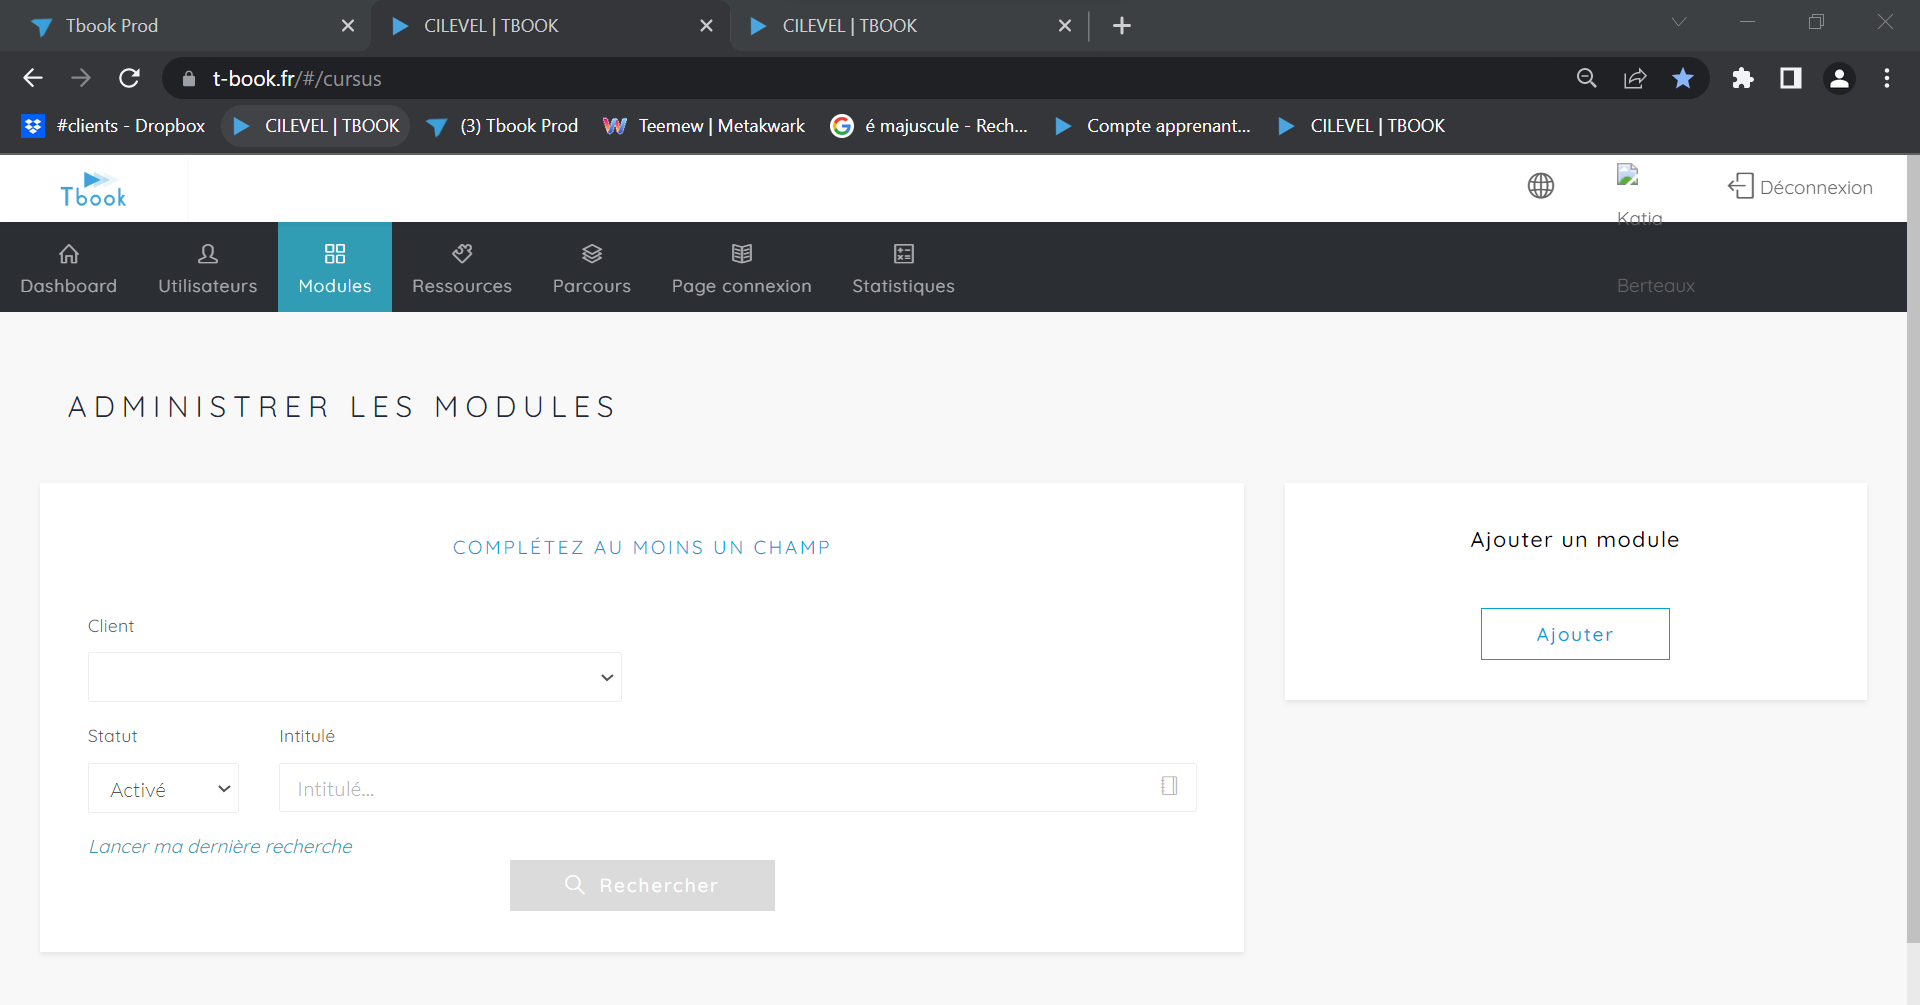 Tbook Prod
CILEVEL | TBOOK
CILEVEL | TBOOK
t-book.fr/#/cursus
#clients - Dropbox
CILEVEL | TBOOK
(3) Tbook Prod
Teemew | Metakwark
é majuscule - Rech...
Compte apprenant...
CILEVEL | TBOOK
Tbook
Katia
Déconnexion
Dashboard
Utilisateurs
Modules
Ressources
Parcours
Page connexion
Statistiques
Berteaux
ADMINISTRER LES MODULES
COMPLÉTEZ AU MOINS UN CHAMP
Client
Statut
Intitulé
Activé
Intitulé...
Lancer ma dernière recherche
Rechercher
Ajouter un module
Ajouter